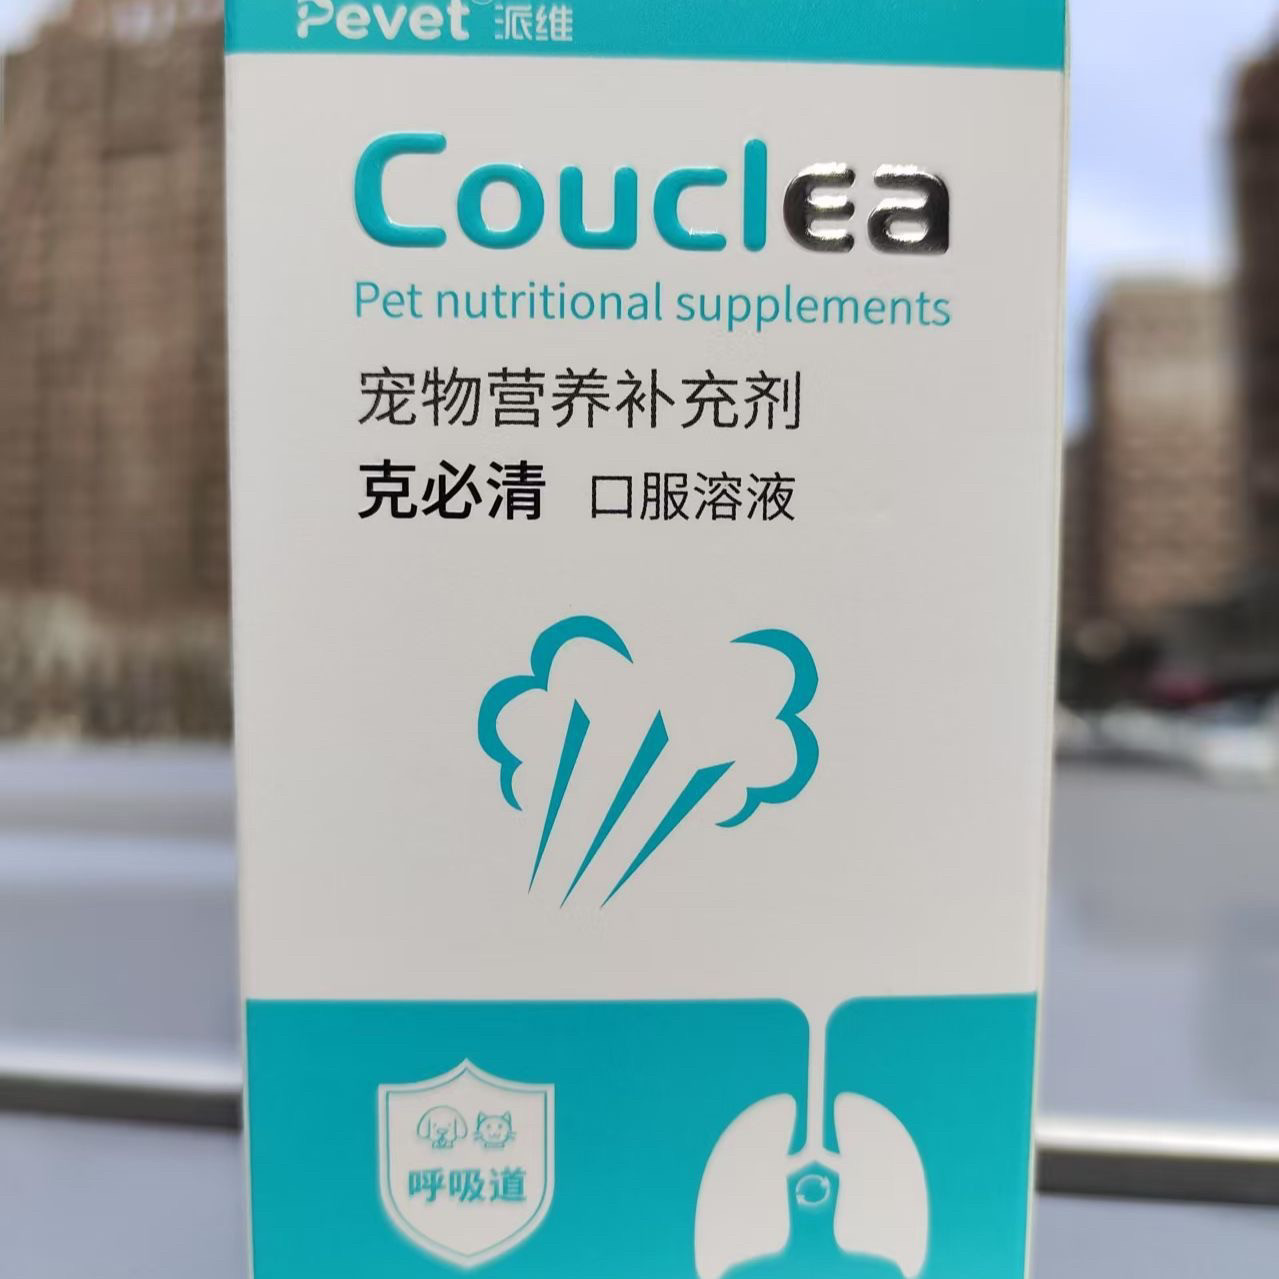 Pevet® 派维
Couclea
Pet nutritional supplements
宠物营养补充剂
克必清 口服溶液
呼吸道